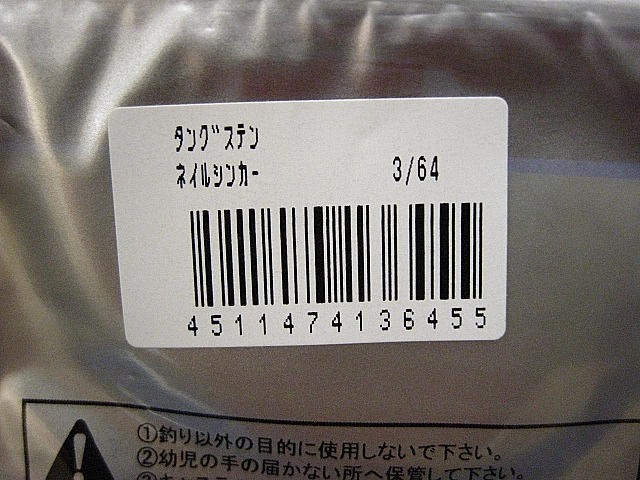 ﾀﾝｸﾞｽﾃﾝ
ﾈｲﾙｼﾝｶｰ 3/64
4511474136455
①釣り以外の目的に使用しないで下さい。
②幼児の手の届かない所へ保管して下さい。